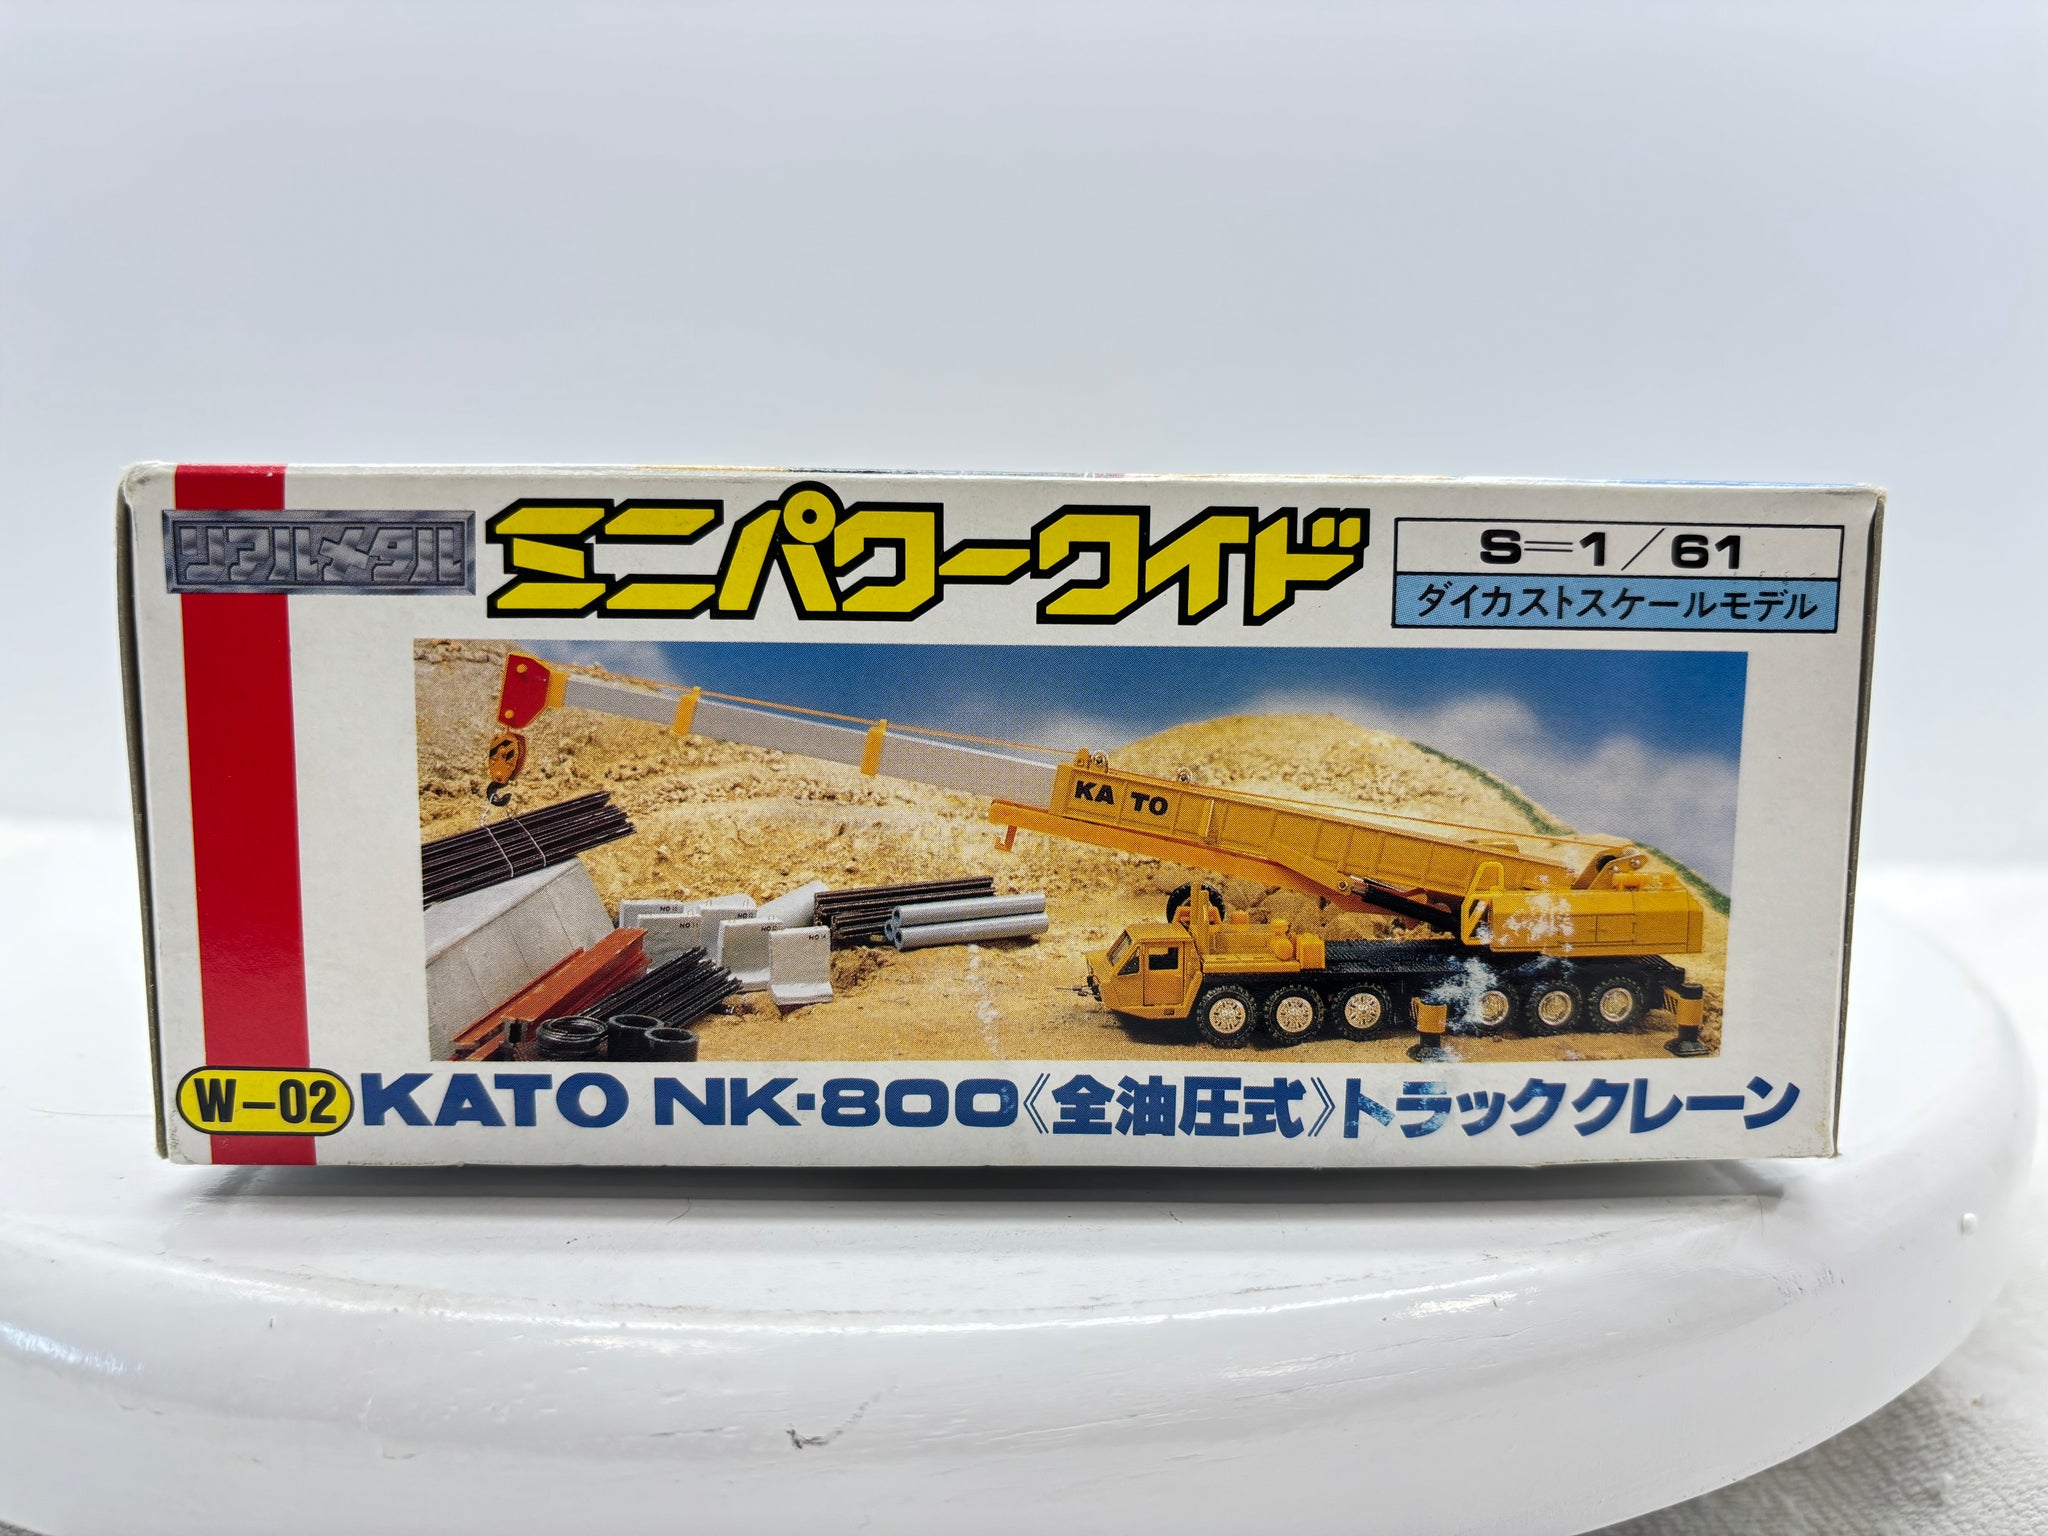 リアルメタル
ミニパワーワイド
S=1/61
ダイカストスケールモデル
KATO
W-02
KATO NK-800《全油圧式》トラッククレーン